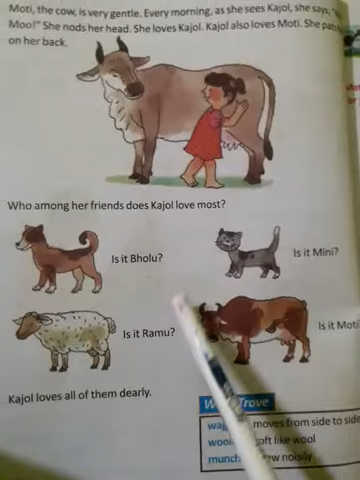 Moti, the cow, is very gentle. Every morning, as she sees Kajol, she says,
Moo!" She nods her head. She loves Kajol. Kajol also loves Moti. She
on her back.
Who among her friends does Kajol love most?
Is it Bholu?
Is it Mini?
Is it Ramu?
Is it Moti
Kajol loves all of them dearly.
Trove
moves from side to side
like wool
munch
noisily